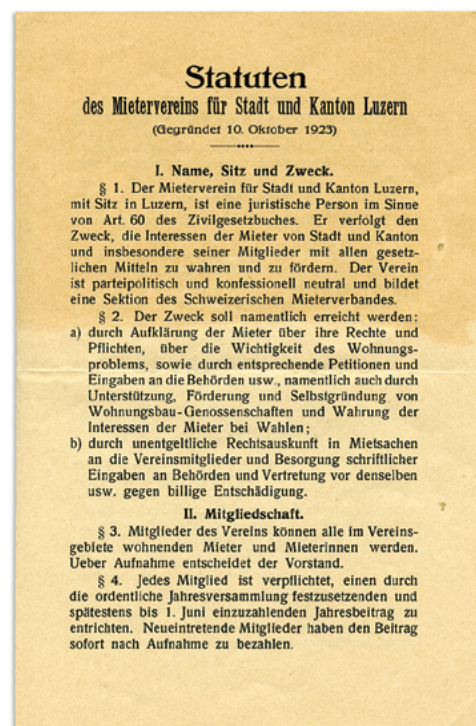 Statuten
des Mietervereins für Stadt und Kanton Luzern
(Gegründet 10. Oktober 1923)
I. Name, Sitz und Zweck.
§ 1. Der Mieterverein für Stadt und Kanton Luzern,
mit Sitz in Luzern, ist eine juristische Person im Sinne
von Art. 60 des Zivilgesetzbuches. Er verfolgt den
Zweck, die Interessen der Mieter von Stadt und Kanton
und insbesondere seiner Mitglieder mit allen gesetz-
lichen Mitteln zu wahren und zu fördern. Der Verein
ist parteipolitisch und konfessionell neutral und bildet
eine Sektion des Schweizerischen Mieterverbandes.
§ 2. Der Zweck soll namentlich erreicht werden:
a) durch Aufklärung der Mieter über ihre Rechte und
Pflichten, über die Wichtigkeit des Wohnungs-
problems, sowie durch entsprechende Petitionen und
Eingaben an die Behörden usw., namentlich auch durch
Unterstützung, Förderung und Selbstgründung von
Wohnungsbau-Genossenschaften und Wahrung der
Interessen der Mieter bei Wahlen;
b) durch unentgeltliche Rechtsauskunft in Mietsachen
an die Vereinsmitglieder und Besorgung schriftlicher
Eingaben an Behörden und Vertretung vor denselben
usw. gegen billige Entschädigung.
II. Mitgliedschaft.
§ 3. Mitglieder des Vereins können alle im Vereins-
gebiete wohnenden Mieter und Mieterinnen werden.
Ueber Aufnahme entscheidet der Vorstand.
§ 4. Jedes Mitglied ist verpflichtet, einen durch
die ordentliche Jahresversammlung festzusetzenden und
spätestens bis 1. Juni einzuzahlenden Jahresbeitrag zu
entrichten. Neueintretende Mitglieder haben den Beitrag
sofort nach Aufnahme zu bezahlen.